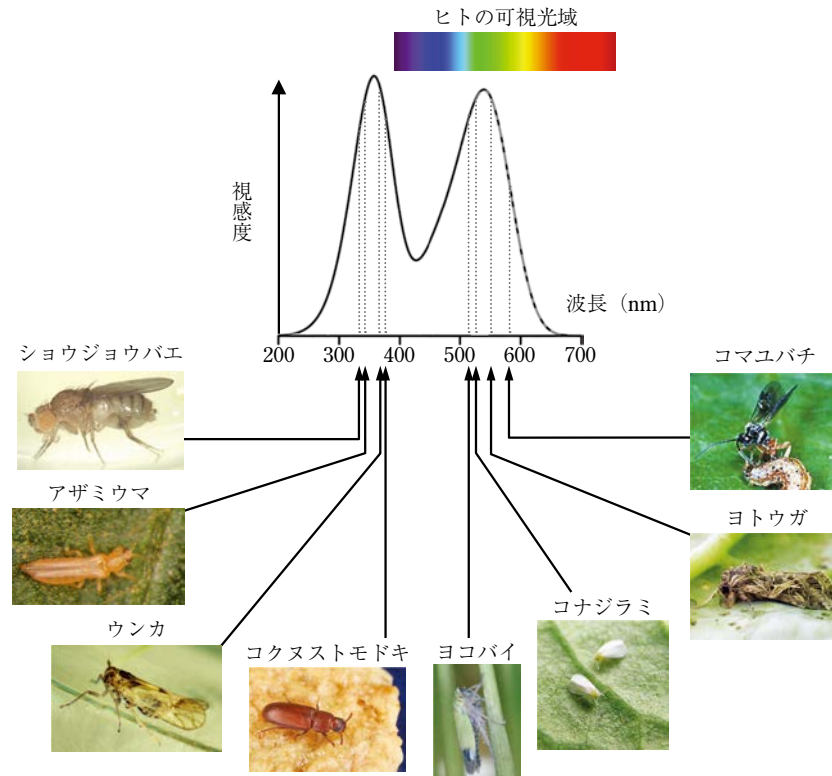 ヒトの可視光域
視感度
波長（nm）
200 300 400 500 600 700
ショウジョウバエ
コマユバチ
アザミウマ
ヨトウガ
ウンカ
コクヌストモドキ
ヨコバイ
コナジラミ